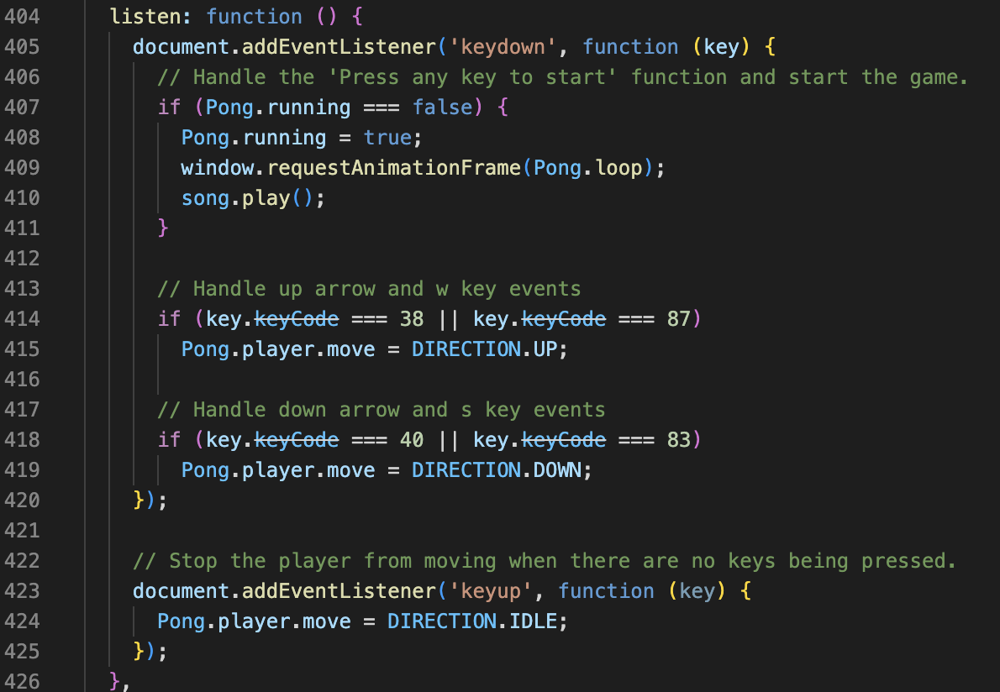 404 listen: function () {
405 document.addEventListener('keydown', function (key) {
406 // Handle the 'Press any key to start' function and start the game.
407 if (Pong.running === false) {
408 Pong.running = true;
409 window.requestAnimationFrame(Pong.loop);
410 song.play();
411 }
412
413 // Handle up arrow and w key events
414 if (key.keyCode === 38 || key.keyCode === 87)
415 Pong.player.move = DIRECTION.UP;
416
417 // Handle down arrow and s key events
418 if (key.keyCode === 40 || key.keyCode === 83)
419 Pong.player.move = DIRECTION.DOWN;
420 });
421
422 // Stop the player from moving when there are no keys being pressed.
423 document.addEventListener('keyup', function (key) {
424 Pong.player.move = DIRECTION.IDLE;
425 });
426 },